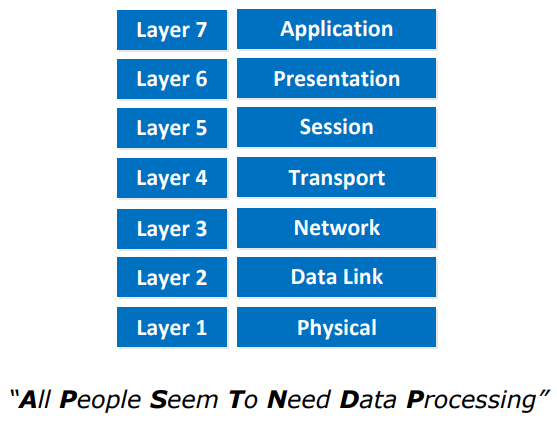 Layer 7 Application
Layer 6 Presentation
Layer 5 Session
Layer 4 Transport
Layer 3 Network
Layer 2 Data Link
Layer 1 Physical
“All People Seem To Need Data Processing”